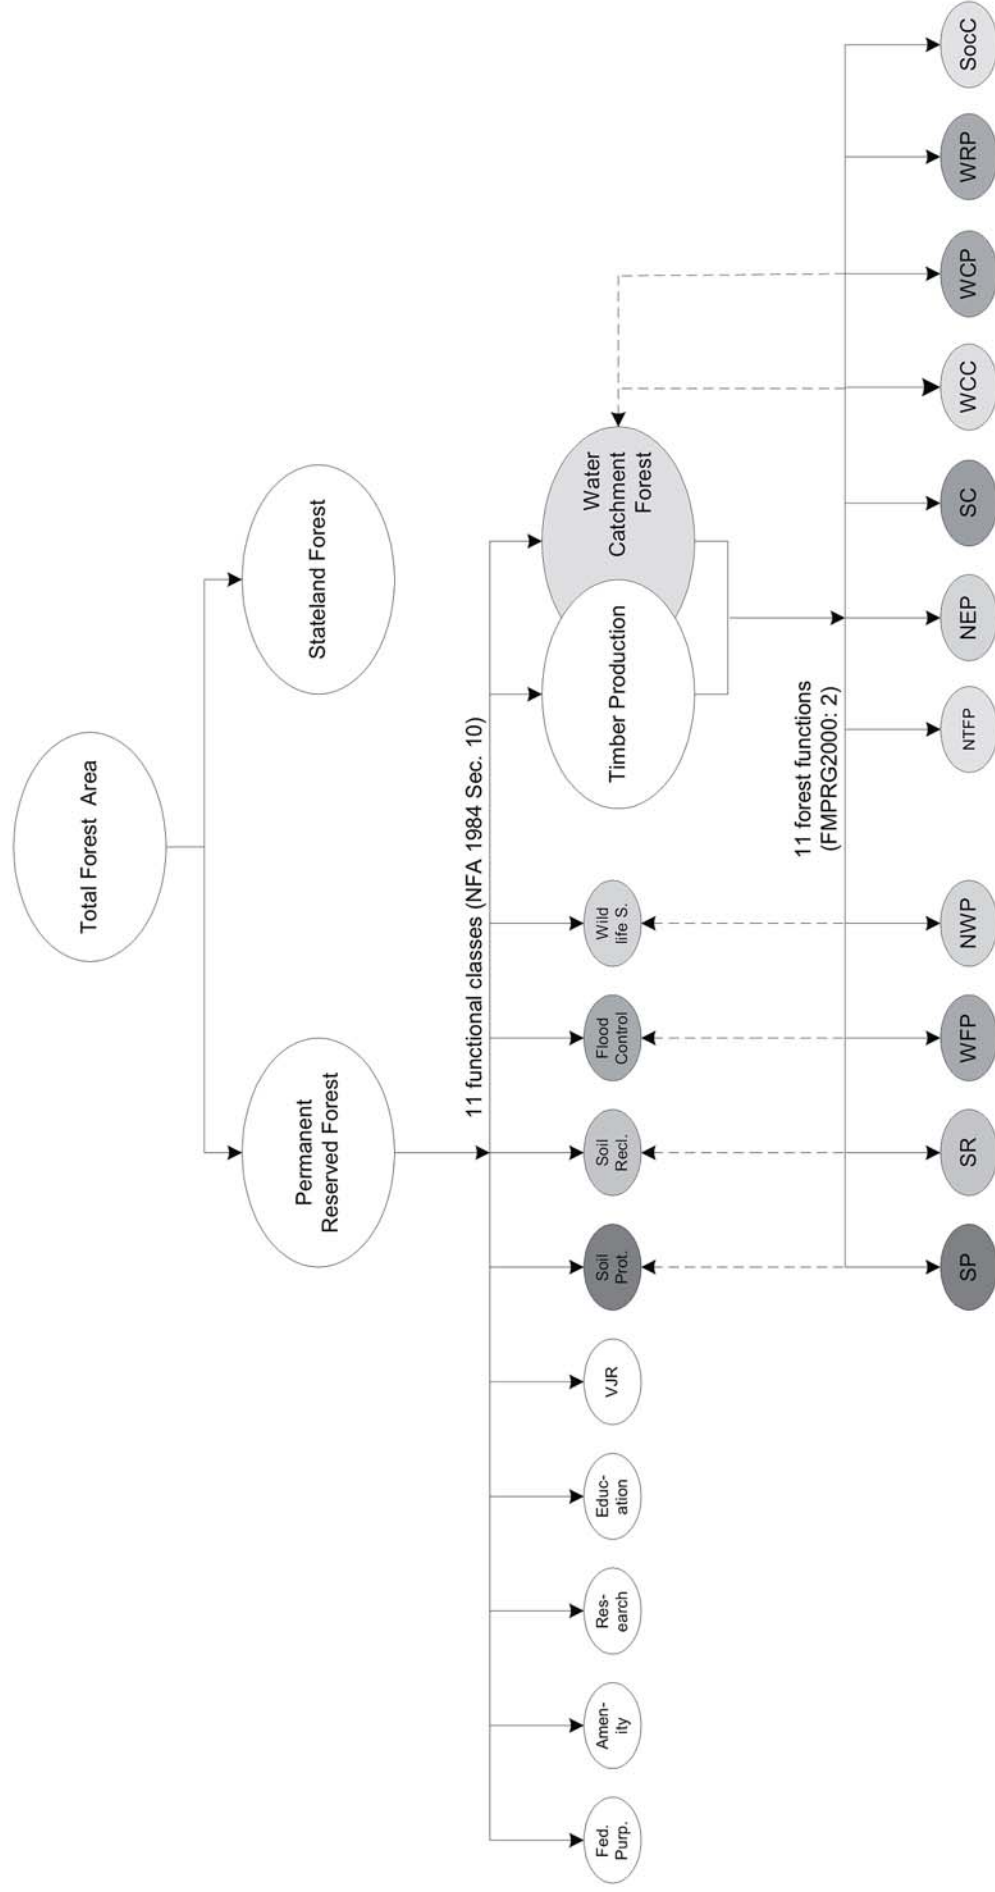 Total Forest Area
Permanent
Reserved Forest
Stateland Forest
11 functional classes (NFA 1984 Sec. 10)
Fed.
Purp.
Amen-
ity
Res-
earch
Educ-
ation
VJR
Soil
Prot.
Soil
Recl.
Flood
Control
Wild
life S.
Timber Production
Water
Catchment
Forest
11 forest functions
(FMPRG2000: 2)
SP
SR
WFP
NWP
NTFP
NEP
SC
WCC
WCP
WRP
SocC